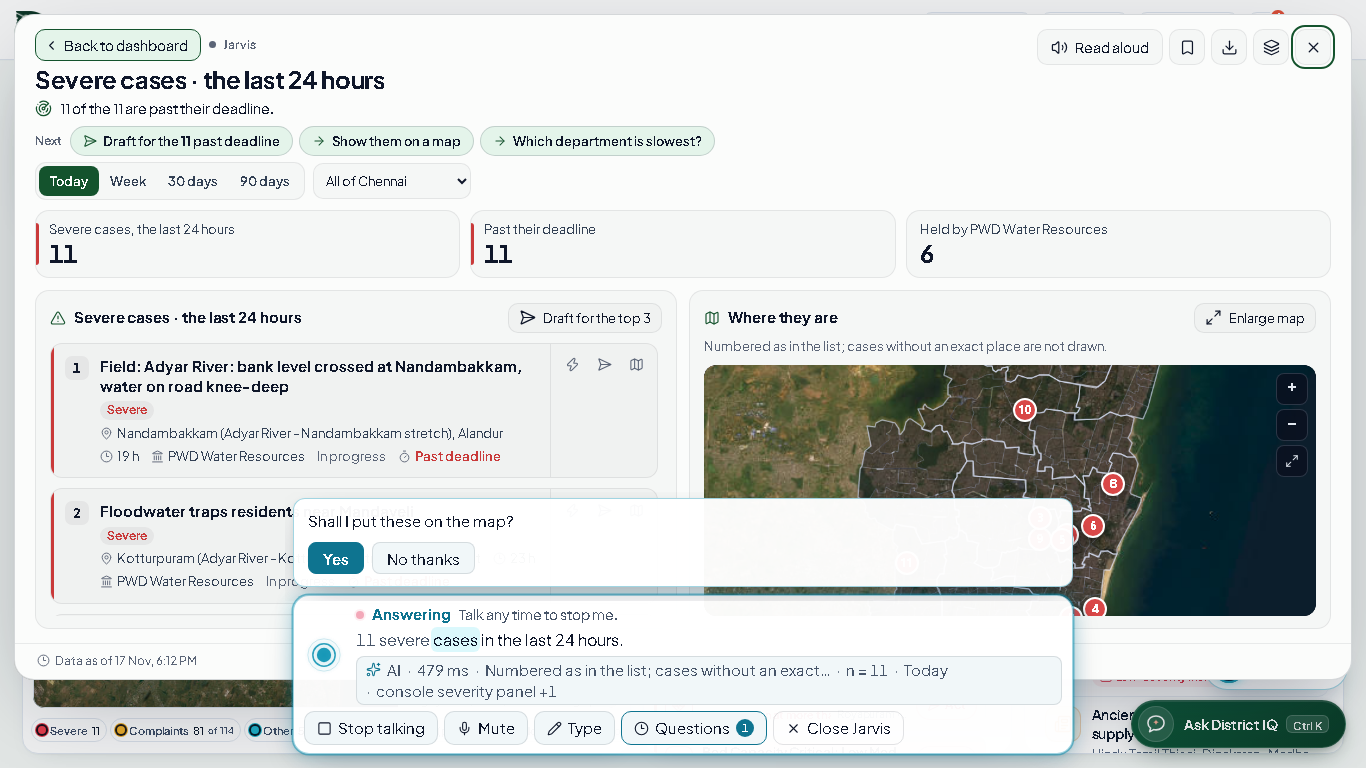 Back to dashboard
Jarvis
Read aloud
Severe cases · the last 24 hours
11 of the 11 are past their deadline.
Next
Draft for the 11 past deadline
Show them on a map
Which department is slowest?
Today
Week
30 days
90 days
All of Chennai
Severe cases, the last 24 hours
11
Past their deadline
11
Held by PWD Water Resources
6
Severe cases · the last 24 hours
Draft for the top 3
1
Field: Adyar River: bank level crossed at Nandambakkam,
water on road knee-deep
Severe
Nandambakkam (Adyar River – Nandambakkam stretch), Alandur
19 h
PWD Water Resources
In progress
Past deadline
2
Floodwater traps resident
Severe
Kotturpuram (Adyar River – Ko
PWD Water Resources
In prog
Where they are
Enlarge map
Numbered as in the list; cases without an exact place are not drawn.
+
−
10
8
6
11
4
Shall I put these on the map?
Yes
No thanks
Answering
Talk any time to stop me.
11 severe cases in the last 24 hours.
AI · 479 ms · Numbered as in the list; cases without an exact… · n = 11 · Today
· console severity panel +1
Stop talking
Mute
Type
Questions
1
Close Jarvis
Data as of 17 Nov, 6:12 PM
Severe 11
Complaints 81 of 114
Other
Ancien
supply
Ask District IQ
Ctrl K